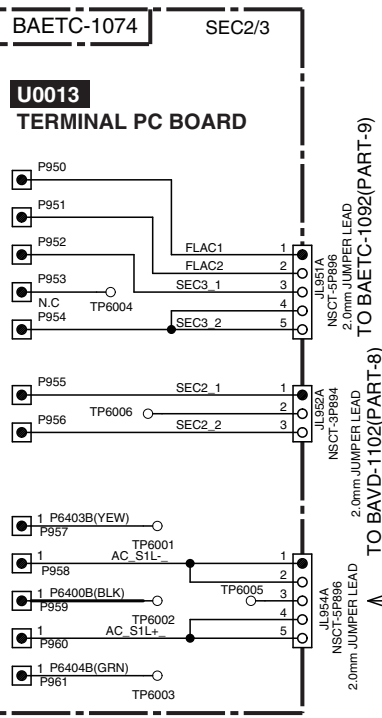 BAETC-1074 SEC2/3
U0013
TERMINAL PC BOARD
P950
P951
P952 FLAC1 1
FLAC2 2
P953 SEC3_1 3
N.C TP6004 4
P954 SEC3_2 5
JL951A
NSCT-5P896
2.0mm JUMPER LEAD
TO BAETC-1092(PART-9)
P955 SEC2_1 1
TP6006 2
P956 SEC2_2 3
JL952A
NSCT-3P894
2.0mm JUMPER LEAD
TO BAVD-1102(PART-8)
1 P6403B(YEW)
P957
TP6001
1 AC_S1L-_ 1
P958 2
1 P6400B(BLK) TP6005 3
P959
TP6002 4
1 AC_S1L+_ 5
P960
1 P6404B(GRN)
P961
TP6003
JL954A
NSCT-5P896
2.0mm JUMPER LEAD